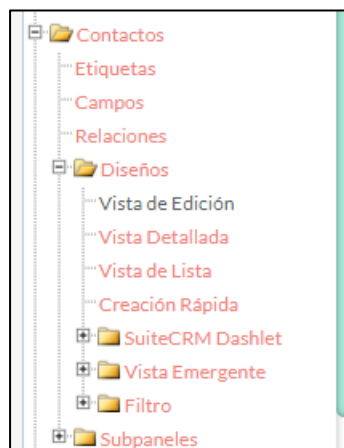 Contactos
Etiquetas
Campos
Relaciones
Diseños
Vista de Edición
Vista Detallada
Vista de Lista
Creación Rápida
SuiteCRM Dashlet
Vista Emergente
Filtro
Subpaneles